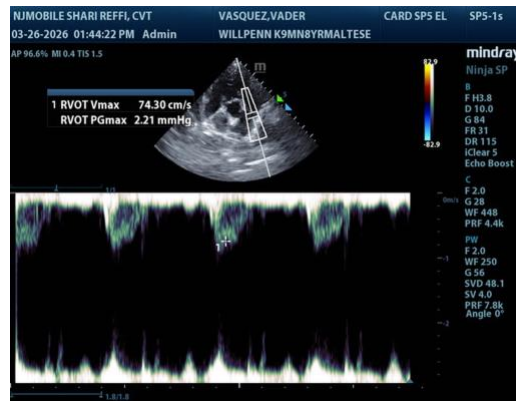 NJMOBILE SHARI REFFI, CVT VASQUEZ,VADER CARD SP5 EL SP5-1s
03-26-2026 01:44:22 PM Admin WILLPENN K9MN8YRMALTESE
AP 96.6% MI 0.4 TIS 1.5
mindray
Ninja SP
1 RVOT Vmax 74.30 cm/s
RVOT PGmax 2.21 mmHg
m
82.9
-82.9
B
F H3.8
D 10.0
G 84
FR 31
DR 115
iClear 5
Echo Boost
C
F 2.0
G 28
WF 448
PRF 4.4k
PW
F 2.0
WF 250
G 56
SVD 48.1
SV 4.0
PRF 7.8k
Angle 0°
1/2
0m/s
1
-1
-2
1.8/1.8